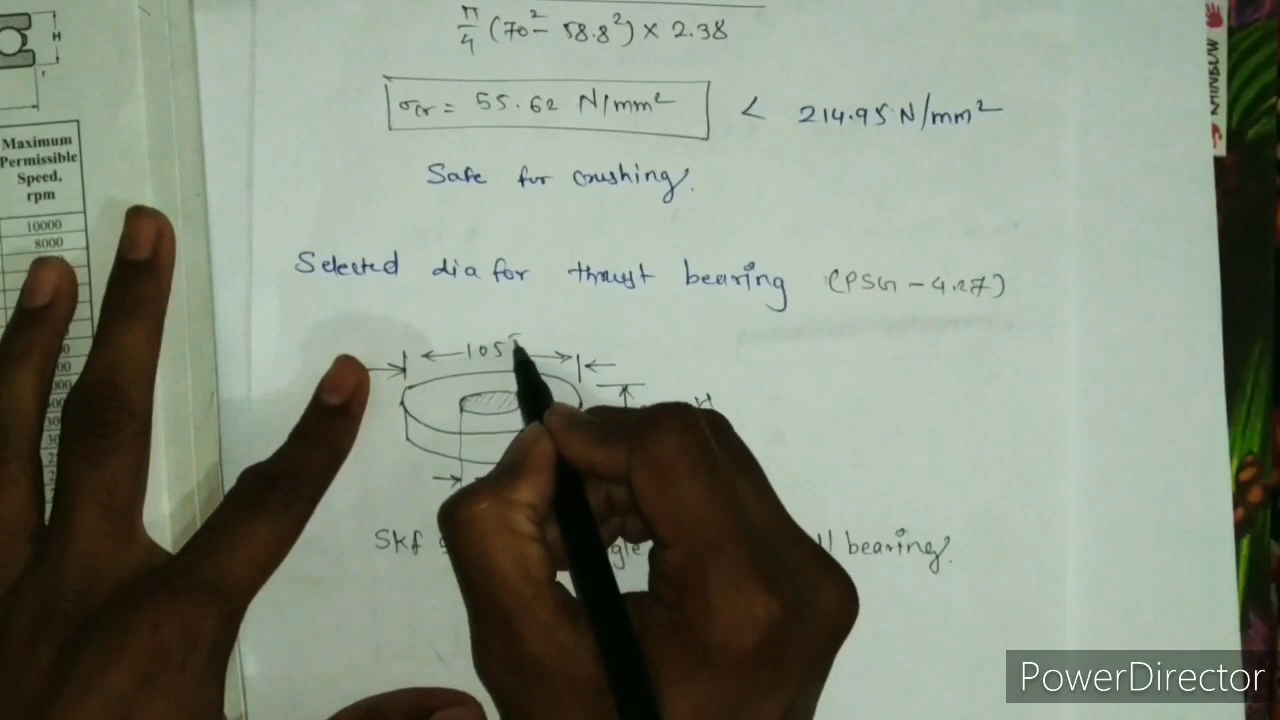 π/4 (70² - 58.8²) × 2.38
σcr = 55.62 N/mm² < 214.95 N/mm²
Safe for crushing.
Selected dia for thrust bearing (PSG - 4.27)
105
H
Skf bearing.
H
r
Maximum
Permissible
Speed,
rpm
10000
8000
KMINBUW
PowerDirector